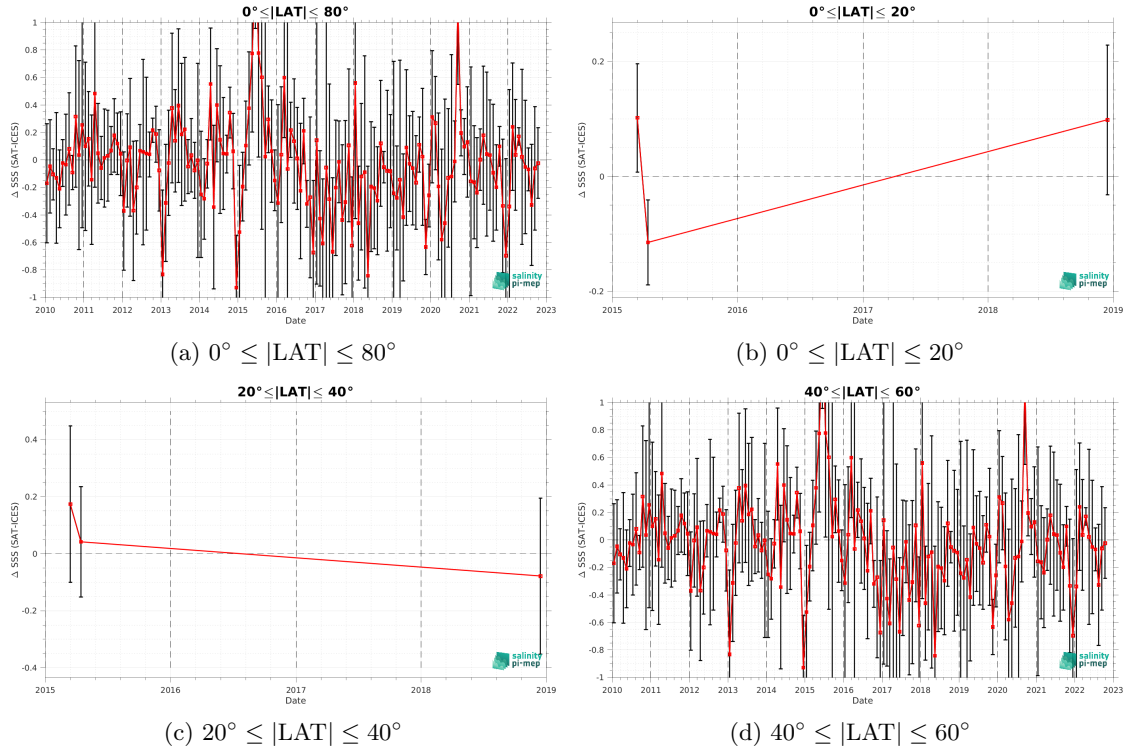 0°≤|LAT|≤ 80°
Δ SSS (SAT-ICES)
1
0.8
0.6
0.4
0.2
0
-0.2
-0.4
-0.6
-0.8
-1
2010 2011 2012 2013 2014 2015 2016 2017 2018 2019 2020 2021 2022 2023
Date
salinity
pi-mep
(a) 0° ≤ |LAT| ≤ 80°
0°≤|LAT|≤ 20°
Δ SSS (SAT-ICES)
0.2
0
-0.2
2015 2016 2017 2018 2019
Date
salinity
pi-mep
(b) 0° ≤ |LAT| ≤ 20°
20°≤|LAT|≤ 40°
Δ SSS (SAT-ICES)
0.4
0.2
0
-0.2
-0.4
2015 2016 2017 2018 2019
Date
salinity
pi-mep
(c) 20° ≤ |LAT| ≤ 40°
40°≤|LAT|≤ 60°
Δ SSS (SAT-ICES)
1
0.8
0.6
0.4
0.2
0
-0.2
-0.4
-0.6
-0.8
-1
2010 2011 2012 2013 2014 2015 2016 2017 2018 2019 2020 2021 2022 2023
Date
salinity
pi-mep
(d) 40° ≤ |LAT| ≤ 60°